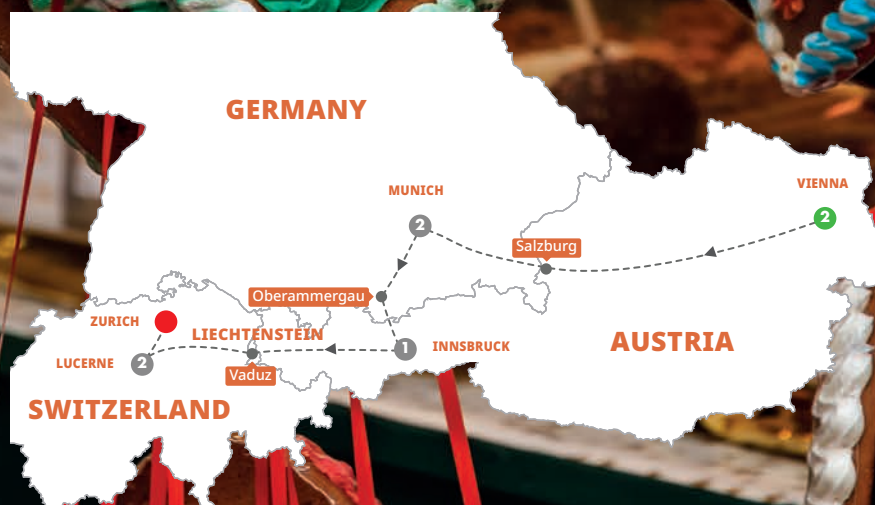 GERMANY
MUNICH
VIENNA
2
2
Salzburg
Oberammergau
ZURICH
LIECHTENSTEIN
INNSBRUCK
1
AUSTRIA
LUCERNE
2
Vaduz
SWITZERLAND